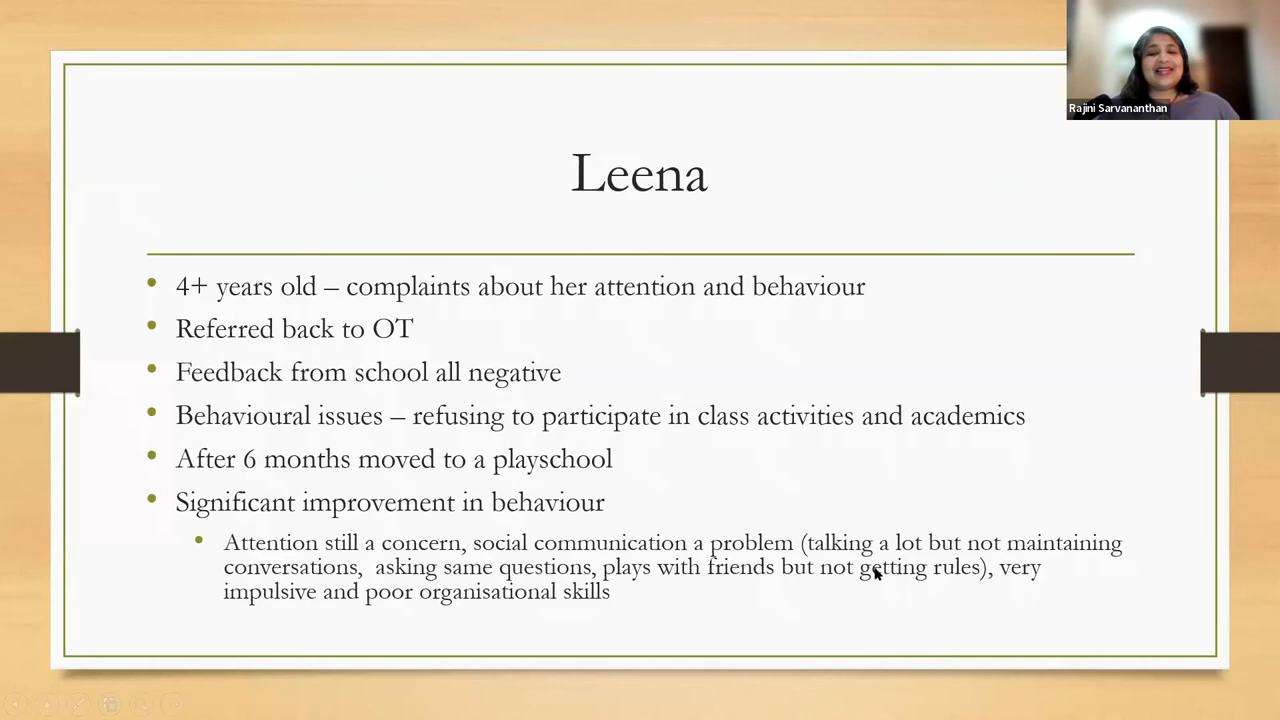 Rajini Sarvananthan
Leena
• 4+ years old – complaints about her attention and behaviour
• Referred back to OT
• Feedback from school all negative
• Behavioural issues – refusing to participate in class activities and academics
• After 6 months moved to a playschool
• Significant improvement in behaviour
• Attention still a concern, social communication a problem (talking a lot but not maintaining
conversations,  asking same questions, plays with friends but not getting rules), very
impulsive and poor organisational skills